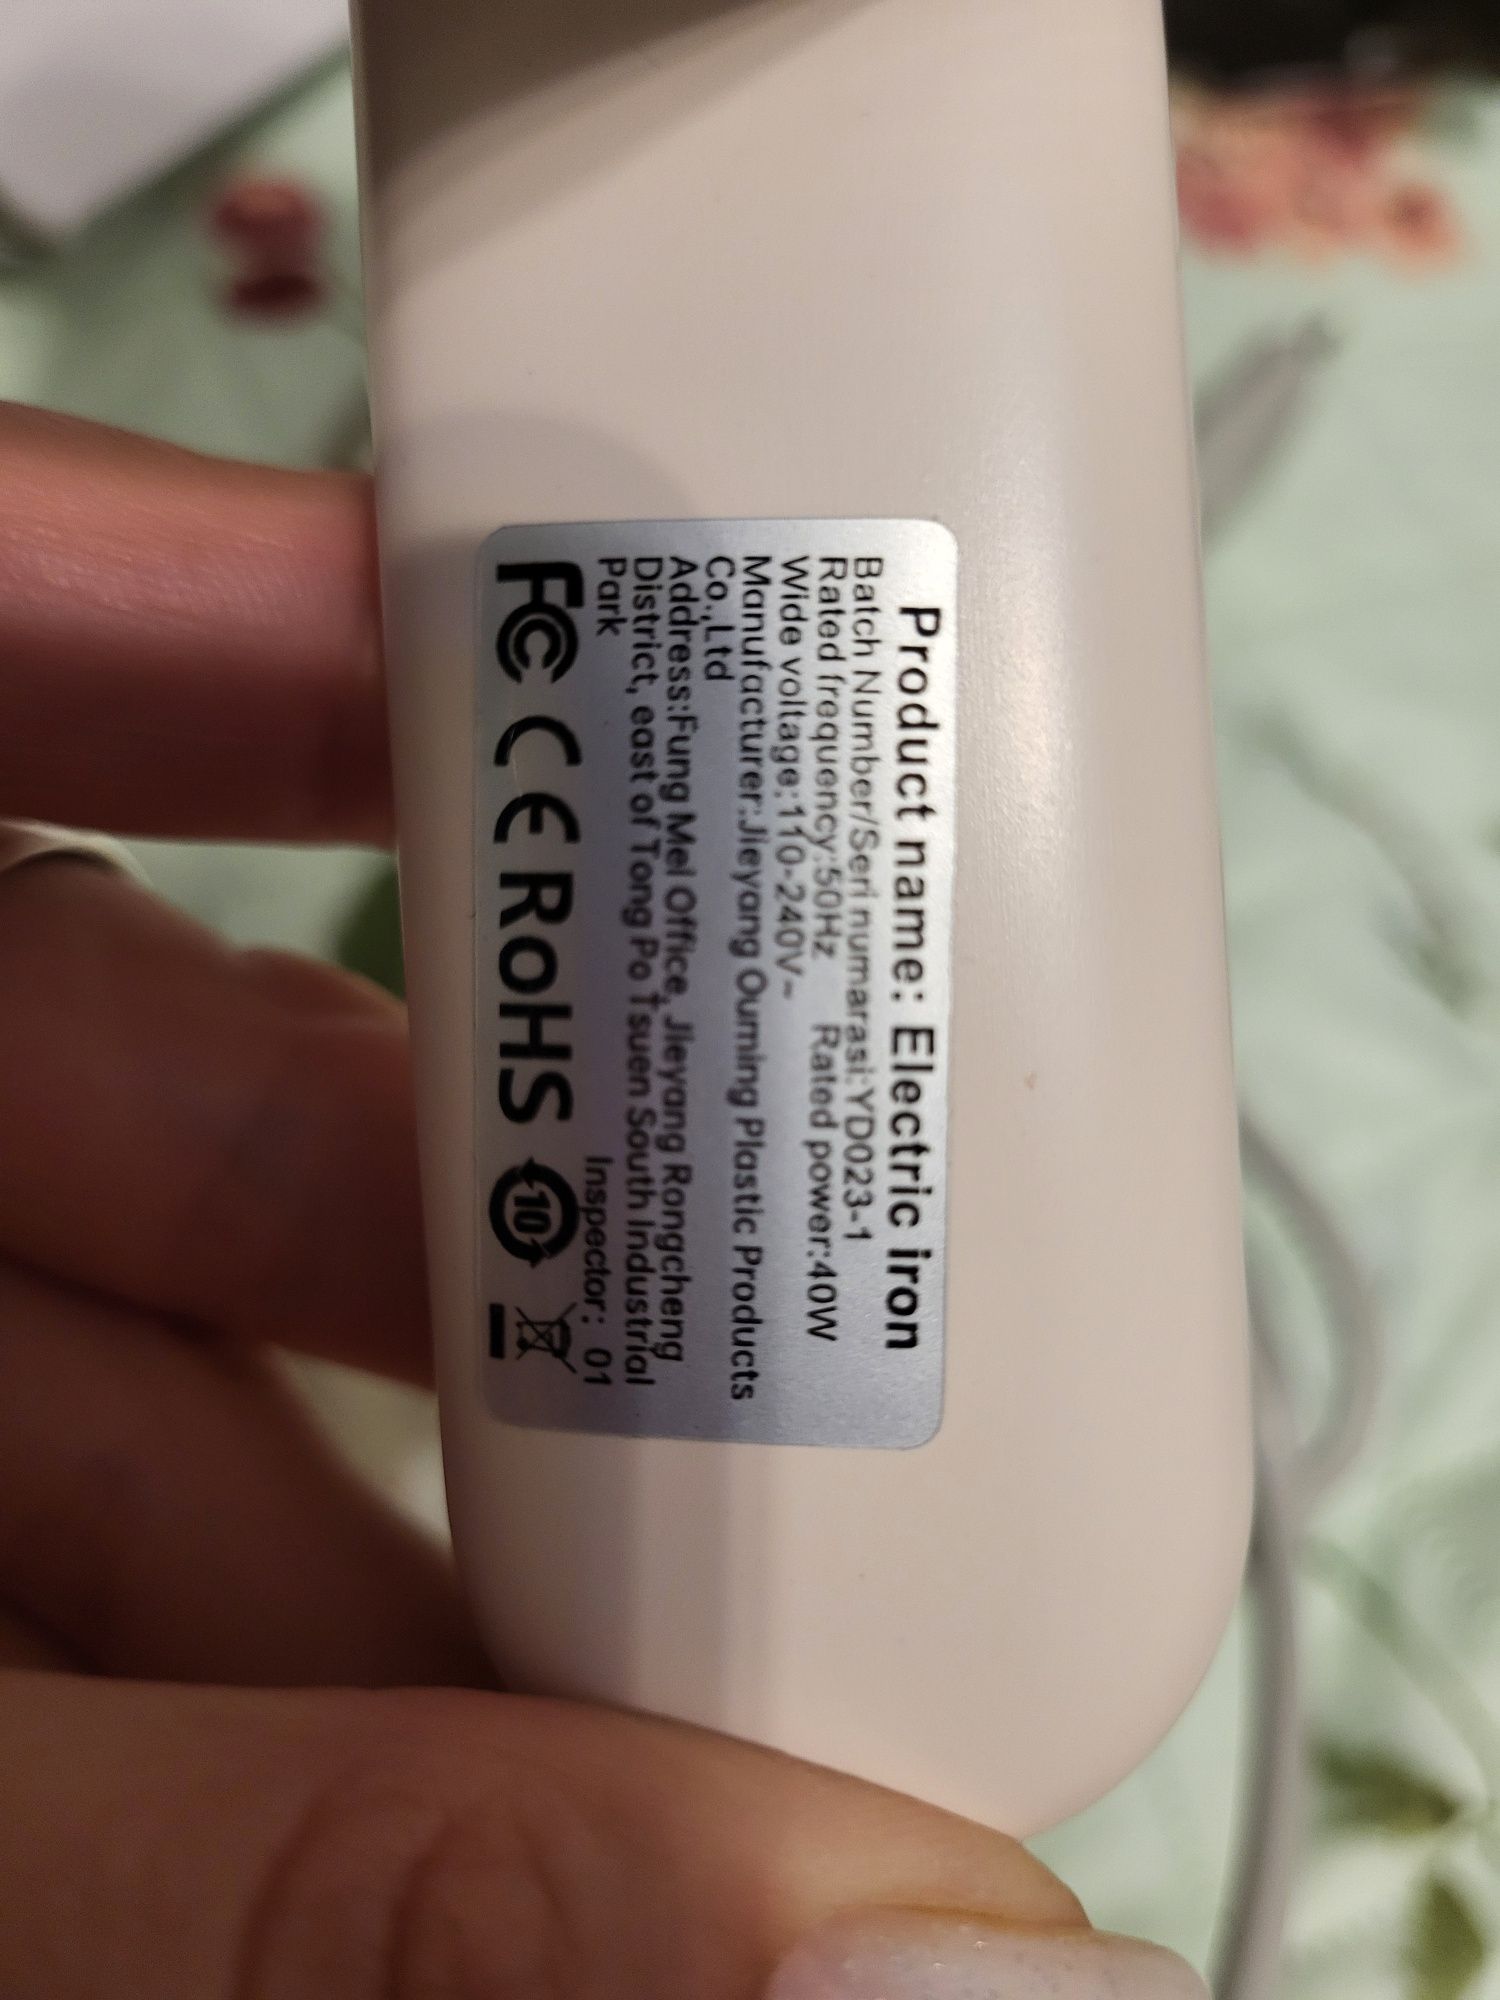 Product name: Electric iron
Batch Number/Seri numarasi:YD023-1
Rated frequency:50Hz Rated power:40W
Wide voltage:110-240V~
Manufacturer:Jieyang Ouming Plastic Products
Co.,Ltd
Address:Fung Mei Office, Jieyang Rongcheng
District, east of Tong Po Tsuen South Industrial
Park
Inspector: 01
FC CE RoHS 10